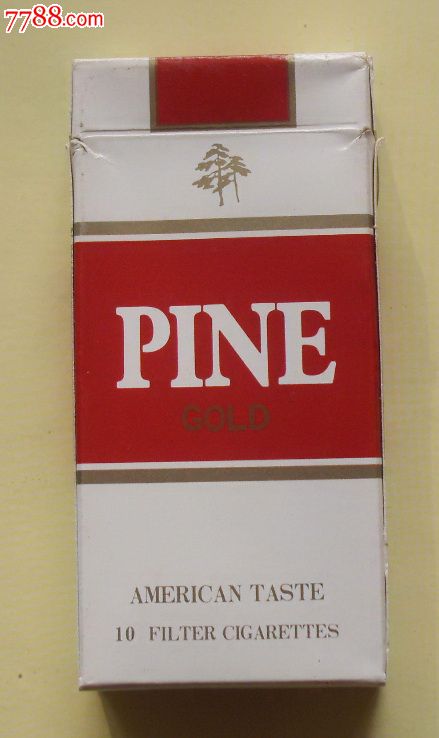 7788.com
PINE
GOLD
AMERICAN TASTE
10 FILTER CIGARETTES